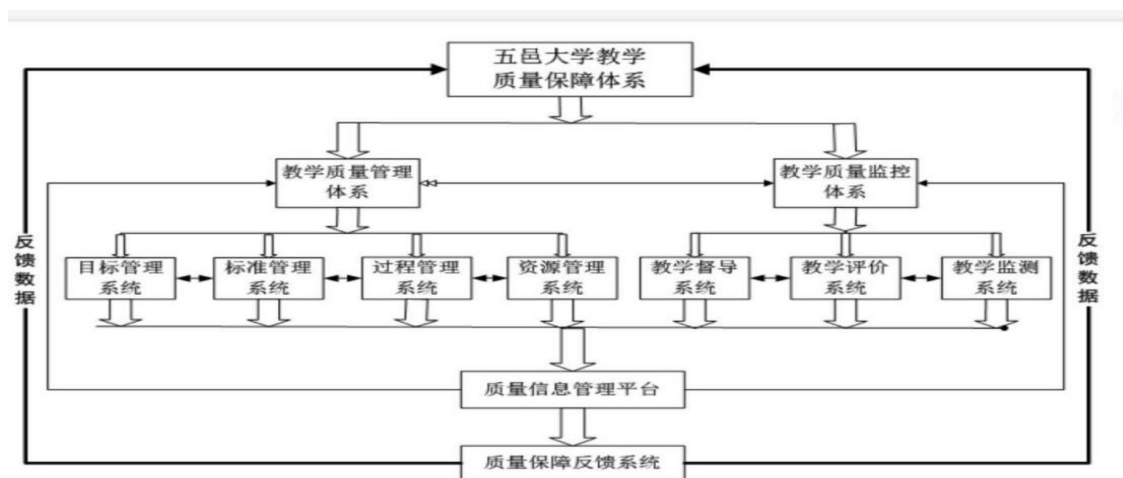 五邑大学教学
质量保障体系
教学质量管理
体系
教学质量监控
体系
反馈数据
目标管理
系统
标准管理
系统
过程管理
系统
资源管理
系统
教学督导
系统
教学评价
系统
教学监测
系统
反馈数据
质量信息管理平台
质量保障反馈系统